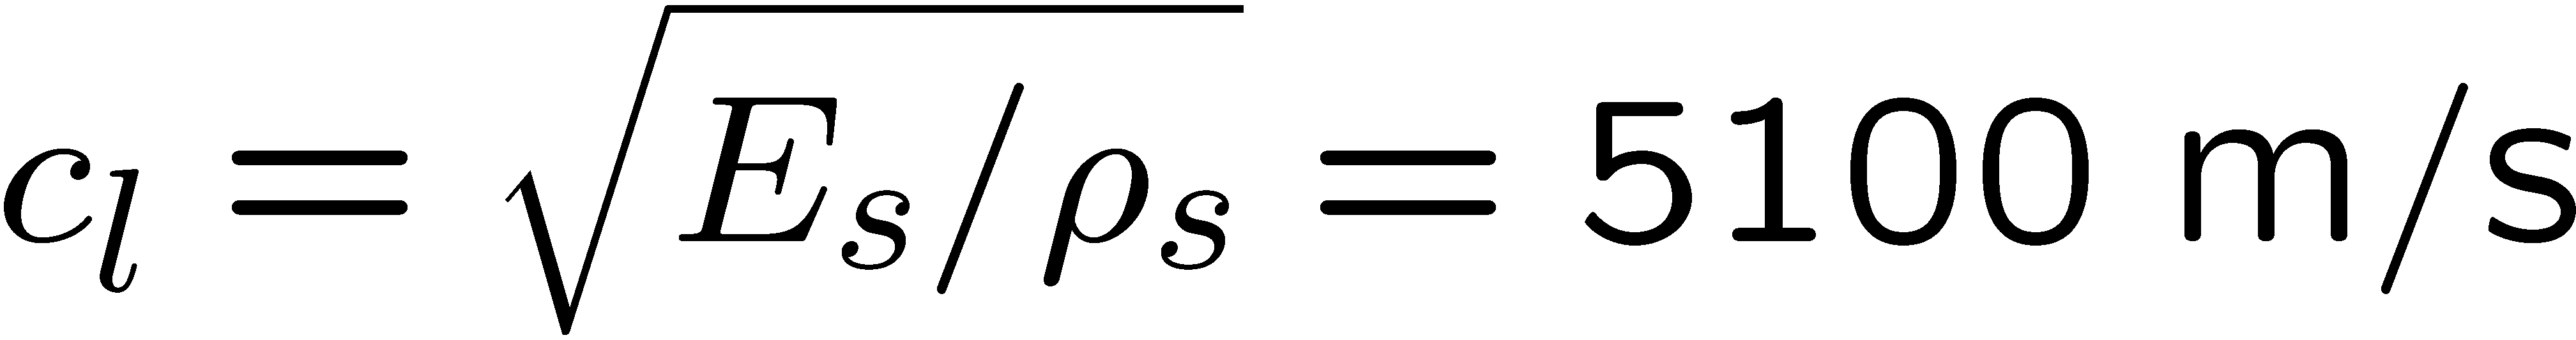 c_l = √(E_s/ρ_s) = 5100 m/s